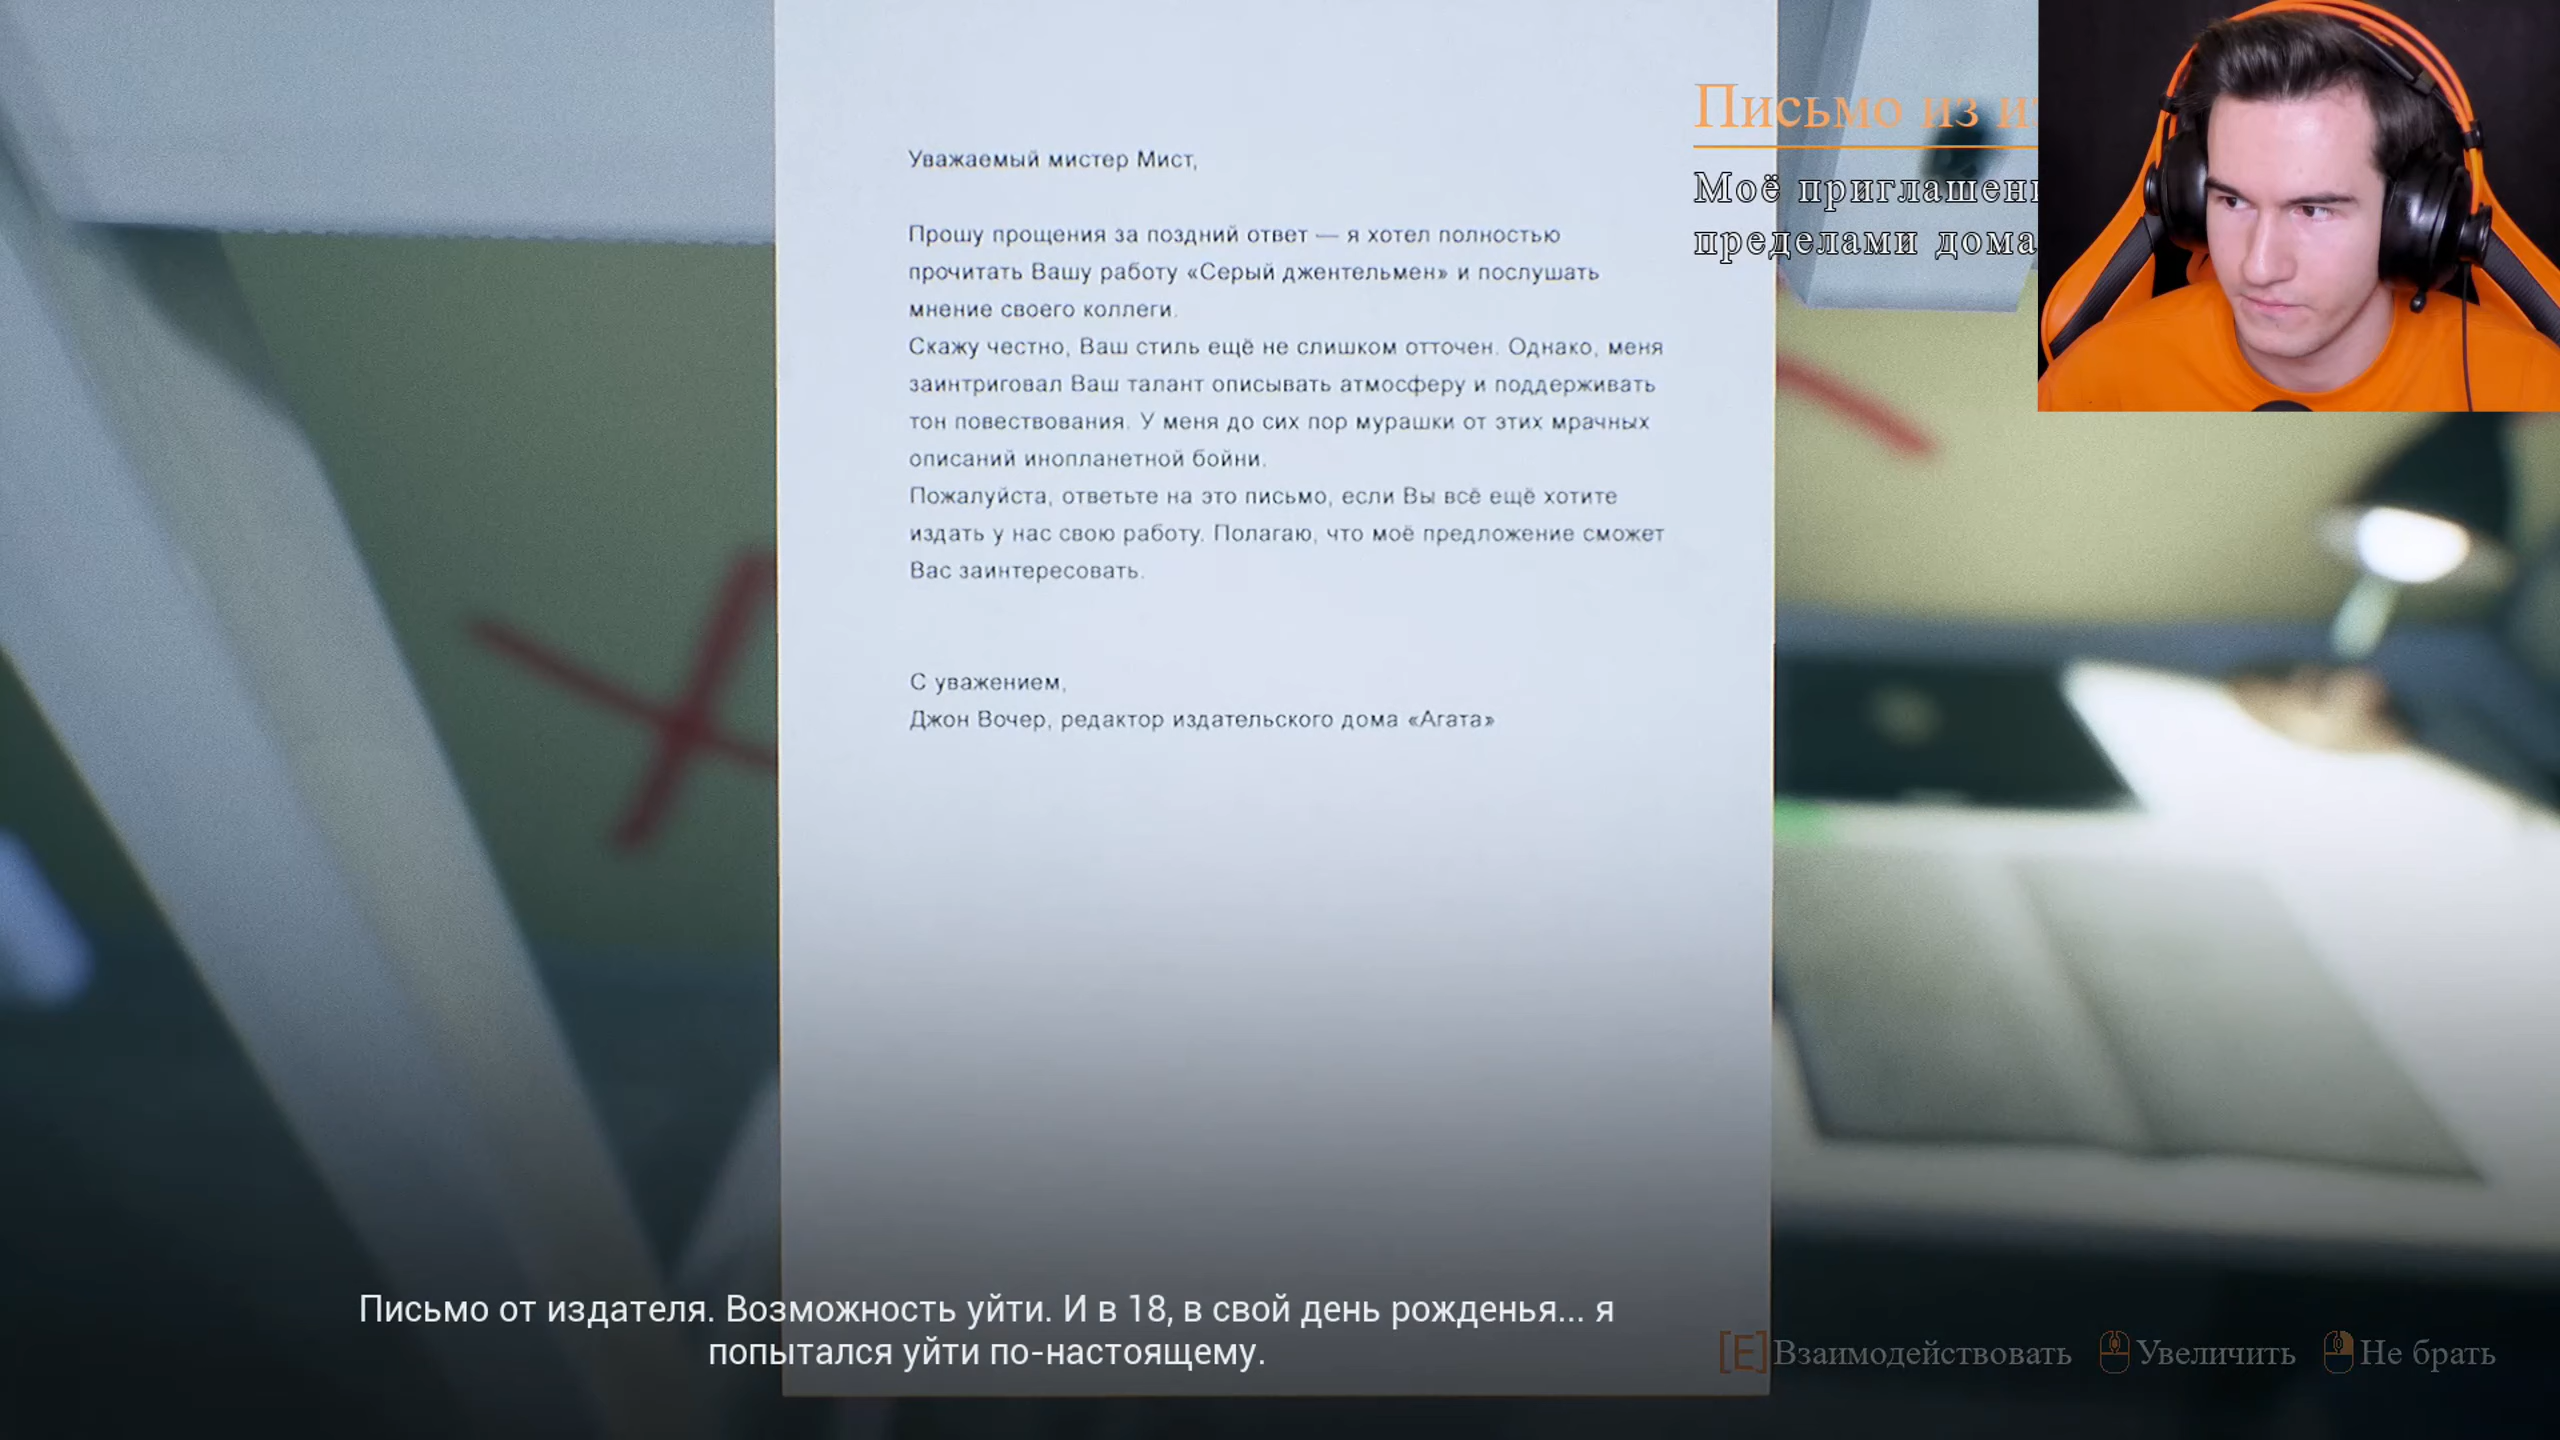 Уважаемый мистер Мист,
Прошу прощения за поздний ответ — я хотел полностью
прочитать Вашу работу «Серый джентельмен» и послушать
мнение своего коллеги.
Скажу честно, Ваш стиль ещё не слишком отточен. Однако, меня
заинтриговал Ваш талант описывать атмосферу и поддерживать
тон повествования. У меня до сих пор мурашки от этих мрачных
описаний инопланетной бойни.
Пожалуйста, ответьте на это письмо, если Вы всё ещё хотите
издать у нас свою работу. Полагаю, что моё предложение сможет
Вас заинтересовать.
С уважением,
Джон Вочер, редактор издательского дома «Агата»
Письмо из
Моё
пределами дома
Письмо от издателя. Возможность уйти. И в 18, в свой день рожденья... я
попытался уйти по-настоящему.
[E] Взаимодействовать Увеличить Не брать